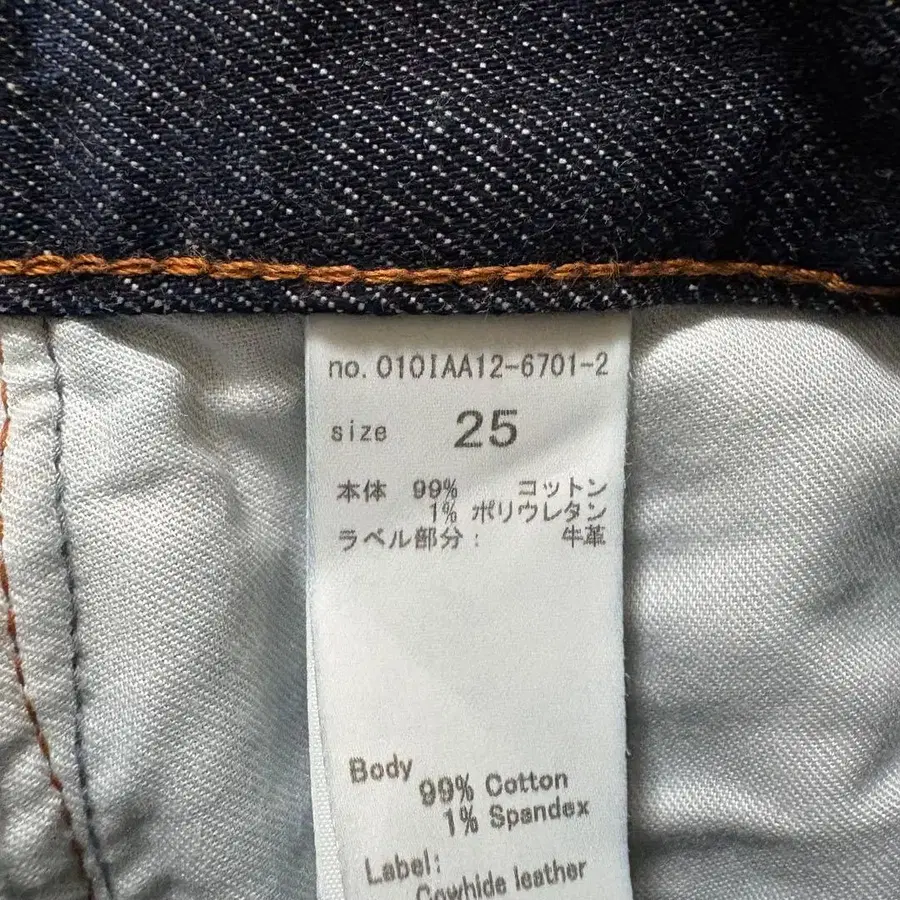 no. 010IAA12-6701-2
size 25
本体 99% コットン
1% ポリウレタン
ラベル部分: 牛革
Body
99% Cotton
1% Spandex
Label:
Cowhide leather